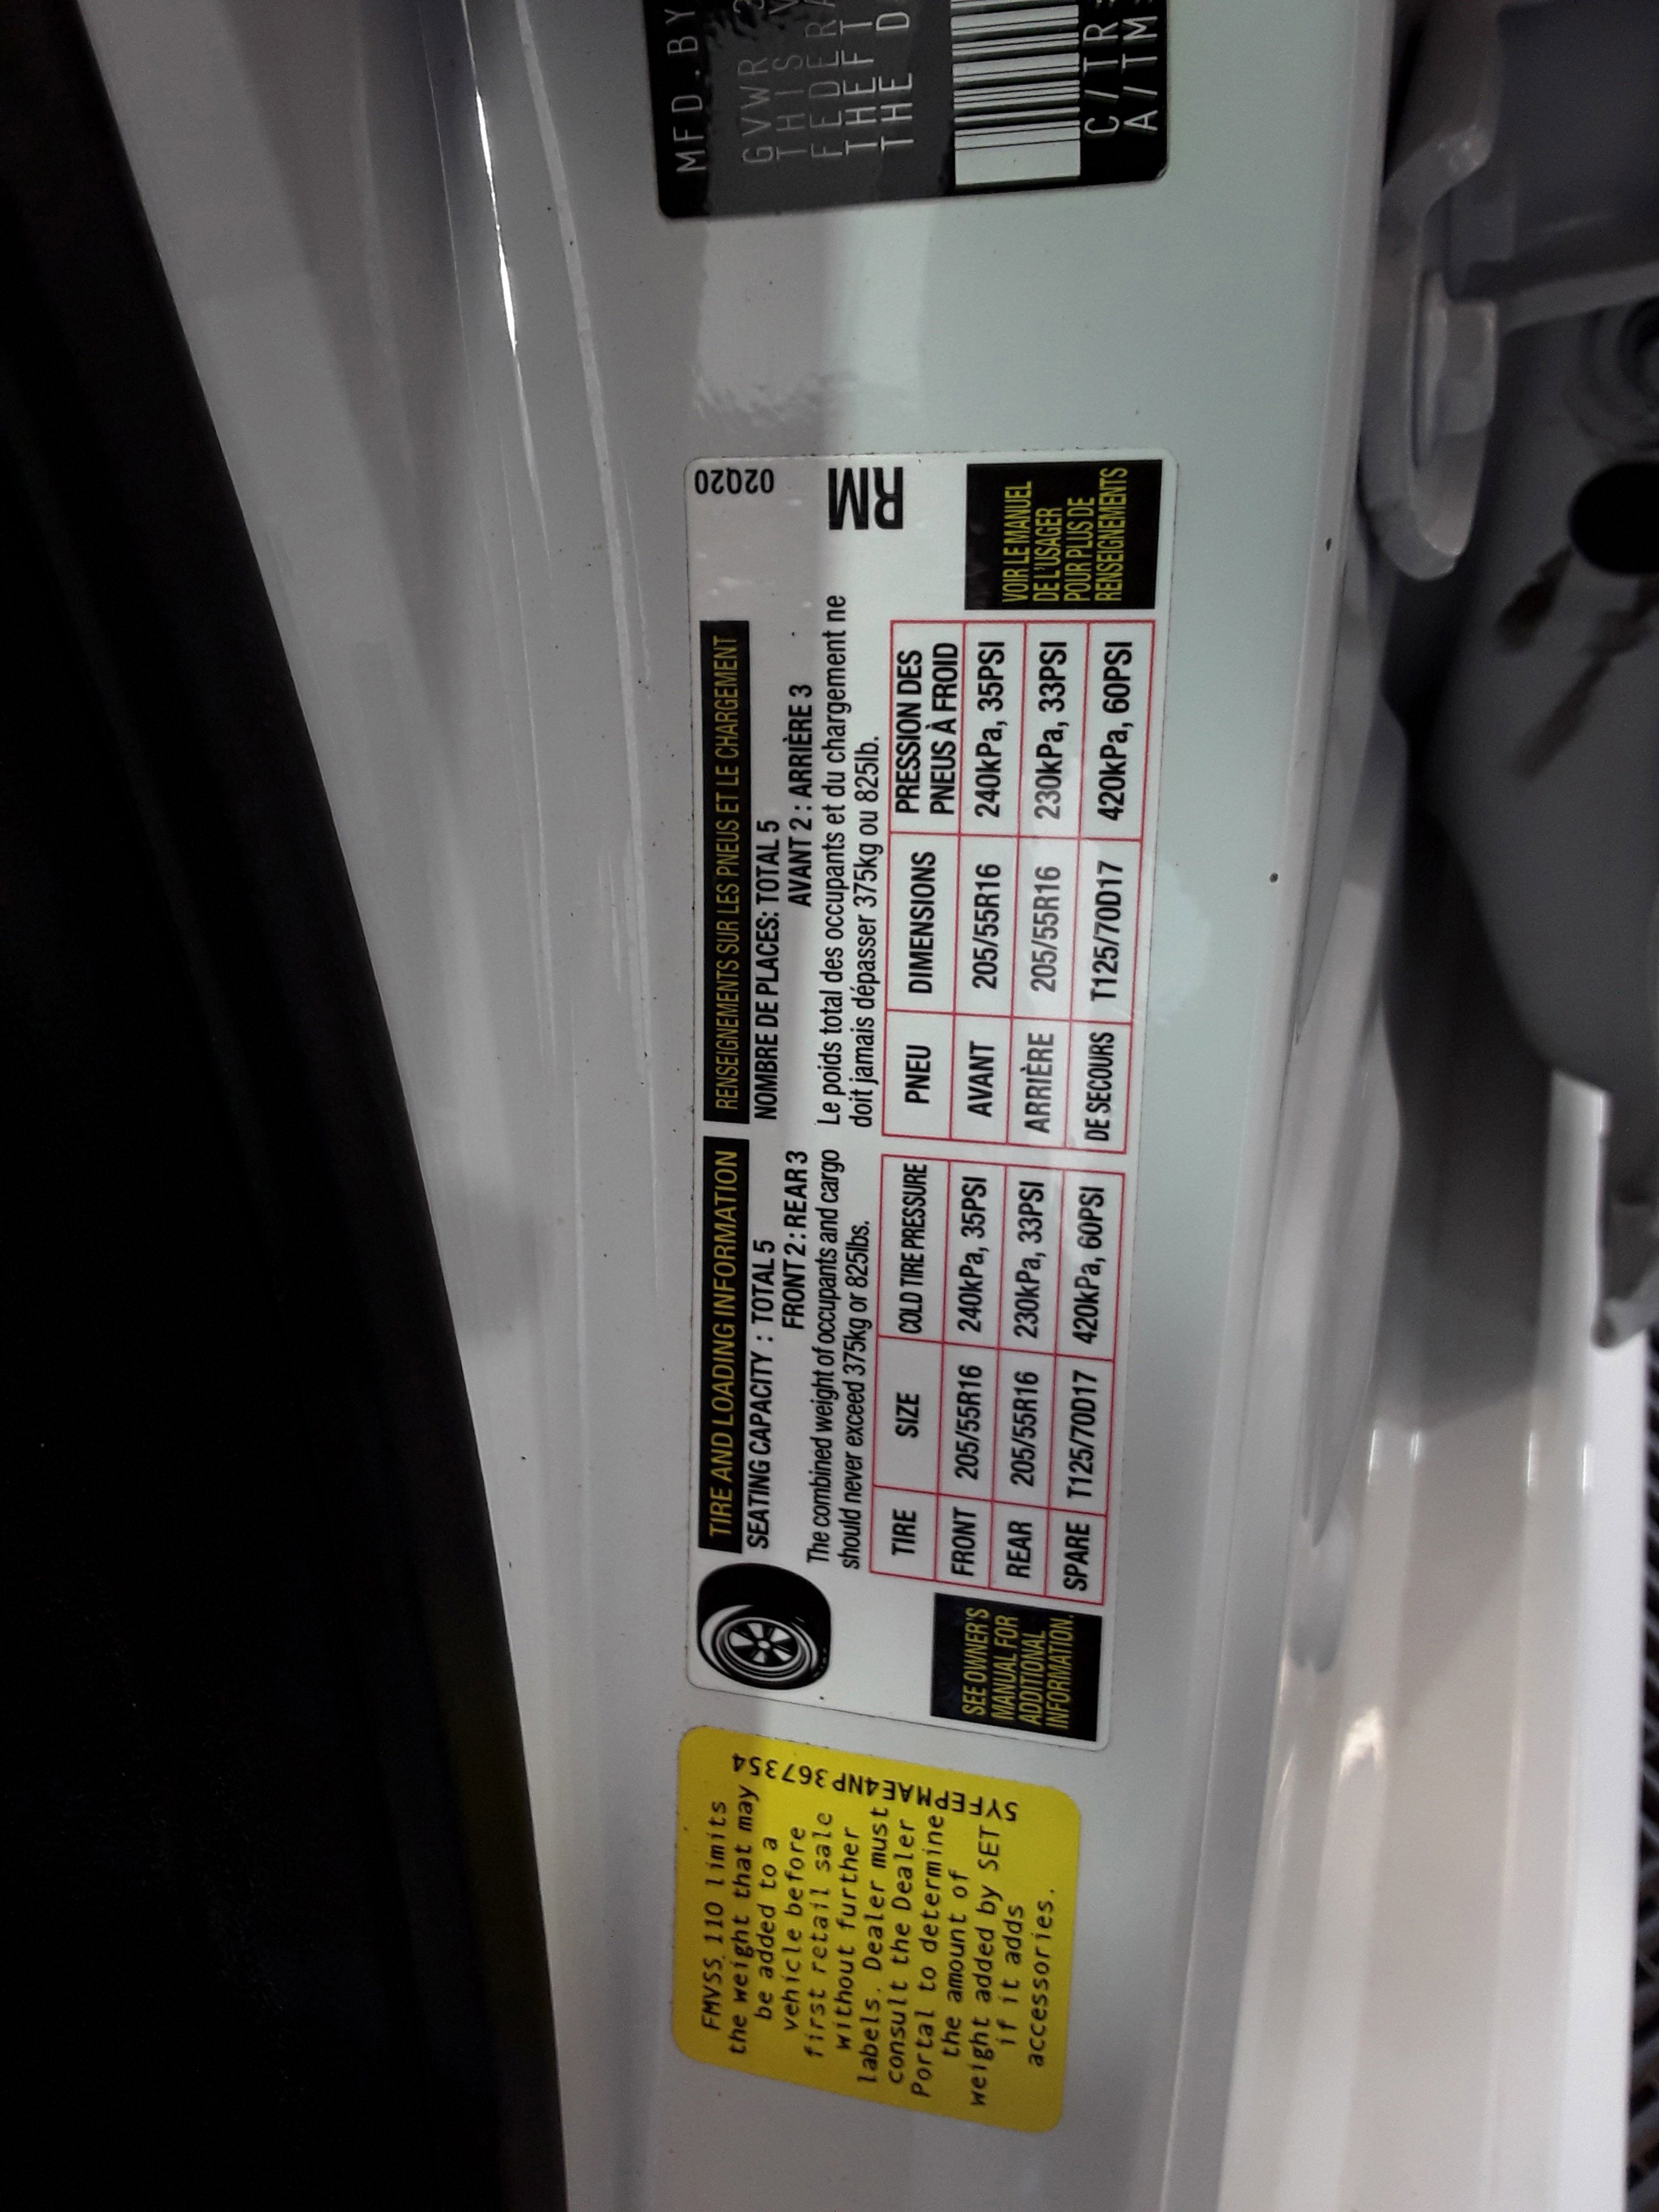 FMVSS 110 limits
the weight that may
be added to a
vehicle before
first retail sale
without further
labels. Dealer must
consult the Dealer
Portal to determine
the amount of
weight added by SET
if it adds
accessories.
5YFEPMAE4NP367354
TIRE AND LOADING INFORMATION
SEATING CAPACITY : TOTAL 5
FRONT 2 : REAR 3
The combined weight of occupants and cargo
should never exceed 375kg or 825lbs.
TIRE SIZE COLD TIRE PRESSURE
FRONT 205/55R16 240kPa, 35PSI
REAR 205/55R16 230kPa, 33PSI
SPARE T125/70D17 420kPa, 60PSI
SEE OWNER'S
MANUAL FOR
ADDITIONAL
INFORMATION.
RENSEIGNEMENTS SUR LES PNEUS ET LE CHARGEMENT
NOMBRE DE PLACES: TOTAL 5
AVANT 2 : ARRIÈRE 3
Le poids total des occupants et du chargement ne
doit jamais dépasser 375kg ou 825lb.
PNEU DIMENSIONS PRESSION DES
PNEUS À FROID
AVANT 205/55R16 240kPa, 35PSI
ARRIÈRE 205/55R16 230kPa, 33PSI
DE SECOURS T125/70D17 420kPa, 60PSI
02Q20
RM
VOIR LE MANUEL
DE L'USAGER
POUR PLUS DE
RENSEIGNEMENTS
MFD.BY
GVWR
THIS
FEDERA
THEFT
THE D
C/TR:
A/TM: